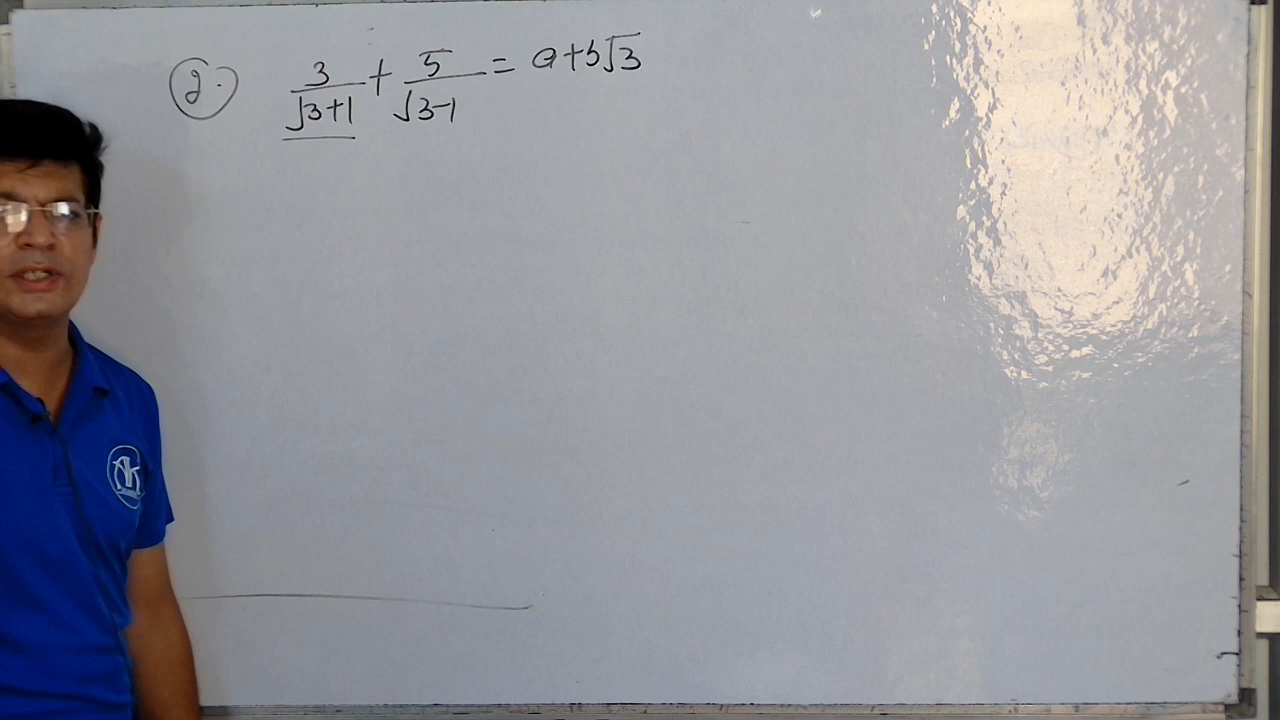 2. 3/√3+1 + 5/√3-1 = a+b√3